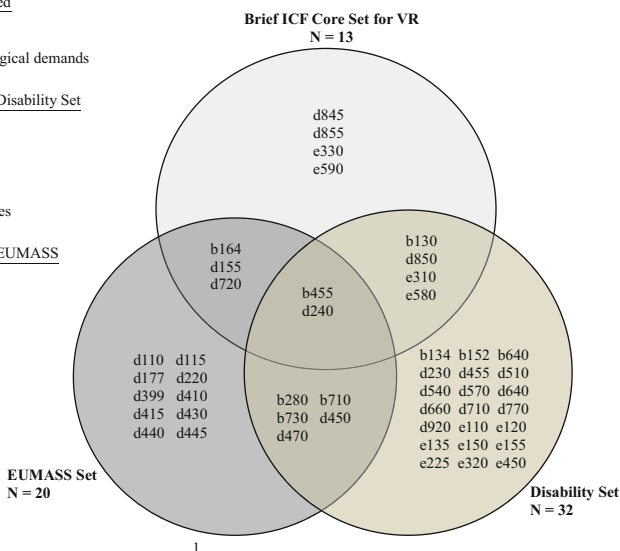 ed
gical demands
Disability Set
es
EUMASS
Brief ICF Core Set for VR
N = 13
d845
d855
e330
e590
b164
d155
d720
b130
d850
e310
e580
b455
d240
d110 d115
d177 d220
d399 d410
d415 d430
d440 d445
b280 b710
b730 d450
d470
b134 b152 b640
d230 d455 d510
d540 d570 d640
d660 d710 d770
d920 e110 e120
e135 e150 e155
e225 e320 e450
EUMASS Set
N = 20
Disability Set
N = 32
1